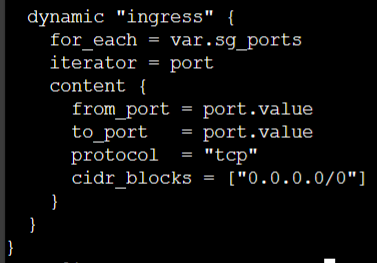 dynamic "ingress" {
for_each = var.sg_ports
iterator = port
content {
from_port = port.value
to_port   = port.value
protocol  = "tcp"
cidr_blocks = ["0.0.0.0/0"]
}
}
}